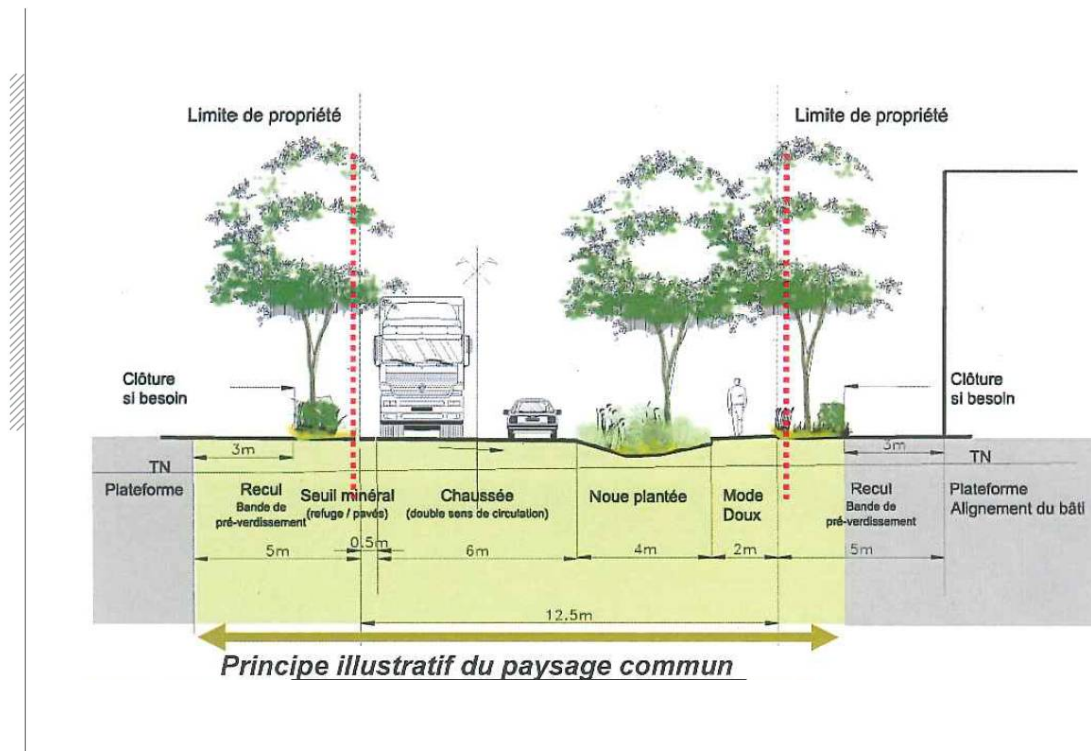 Limite de propriété
Limite de propriété
Clôture
si besoin
Clôture
si besoin
3m
3m
TN
TN
Plateforme
Recul
Bande de
pré-verdissement
Seuil minéral
(refuge / pavés)
Chaussée
(double sens de circulation)
Noue plantée
Mode
Doux
Recul
Bande de
pré-verdissement
Plateforme
Alignement du bâti
5m
0.5m
6m
4m
2m
5m
12.5m
Principe illustratif du paysage commun